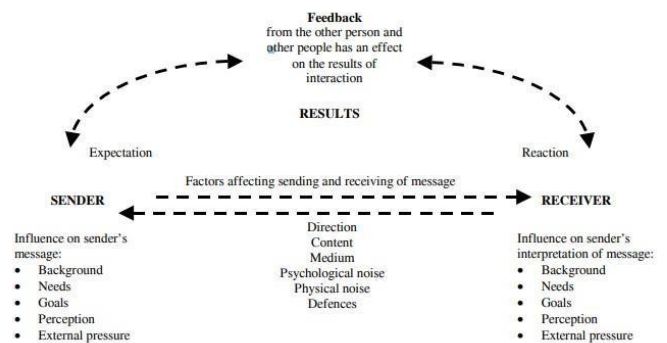 Feedback
from the other person and
other people has an effect
on the results of
interaction
RESULTS
Expectation
Reaction
Factors affecting sending and receiving of message
SENDER
RECEIVER
Direction
Content
Medium
Psychological noise
Physical noise
Defences
Influence on sender's
message:
• Background
• Needs
• Goals
• Perception
• External pressure
Influence on sender's
interpretation of message:
• Background
• Needs
• Goals
• Perception
• External pressure